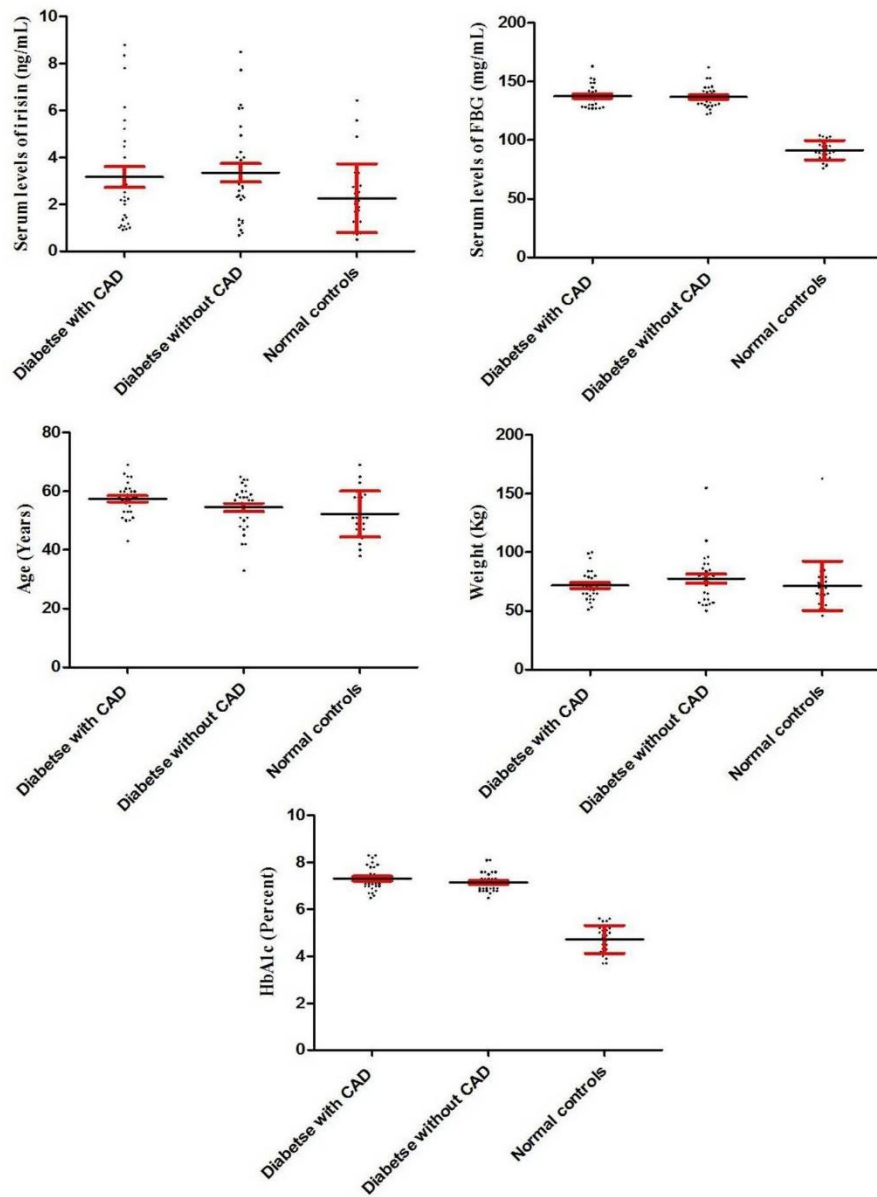 Serum levels of irisin (ng/mL)
10
8
6
4
2
0
Diabetse with CAD
Diabetse without CAD
Normal controls
Serum levels of FBG (mg/mL)
200
150
100
50
0
Diabetse with CAD
Diabetse without CAD
Normal controls
Age (Years)
80
60
40
20
0
Diabetse with CAD
Diabetse without CAD
Normal controls
Weight (Kg)
200
150
100
50
0
Diabetse with CAD
Diabetse without CAD
Normal controls
HbA1c (Percent)
10
8
6
4
2
0
Diabetse with CAD
Diabetse without CAD
Normal controls